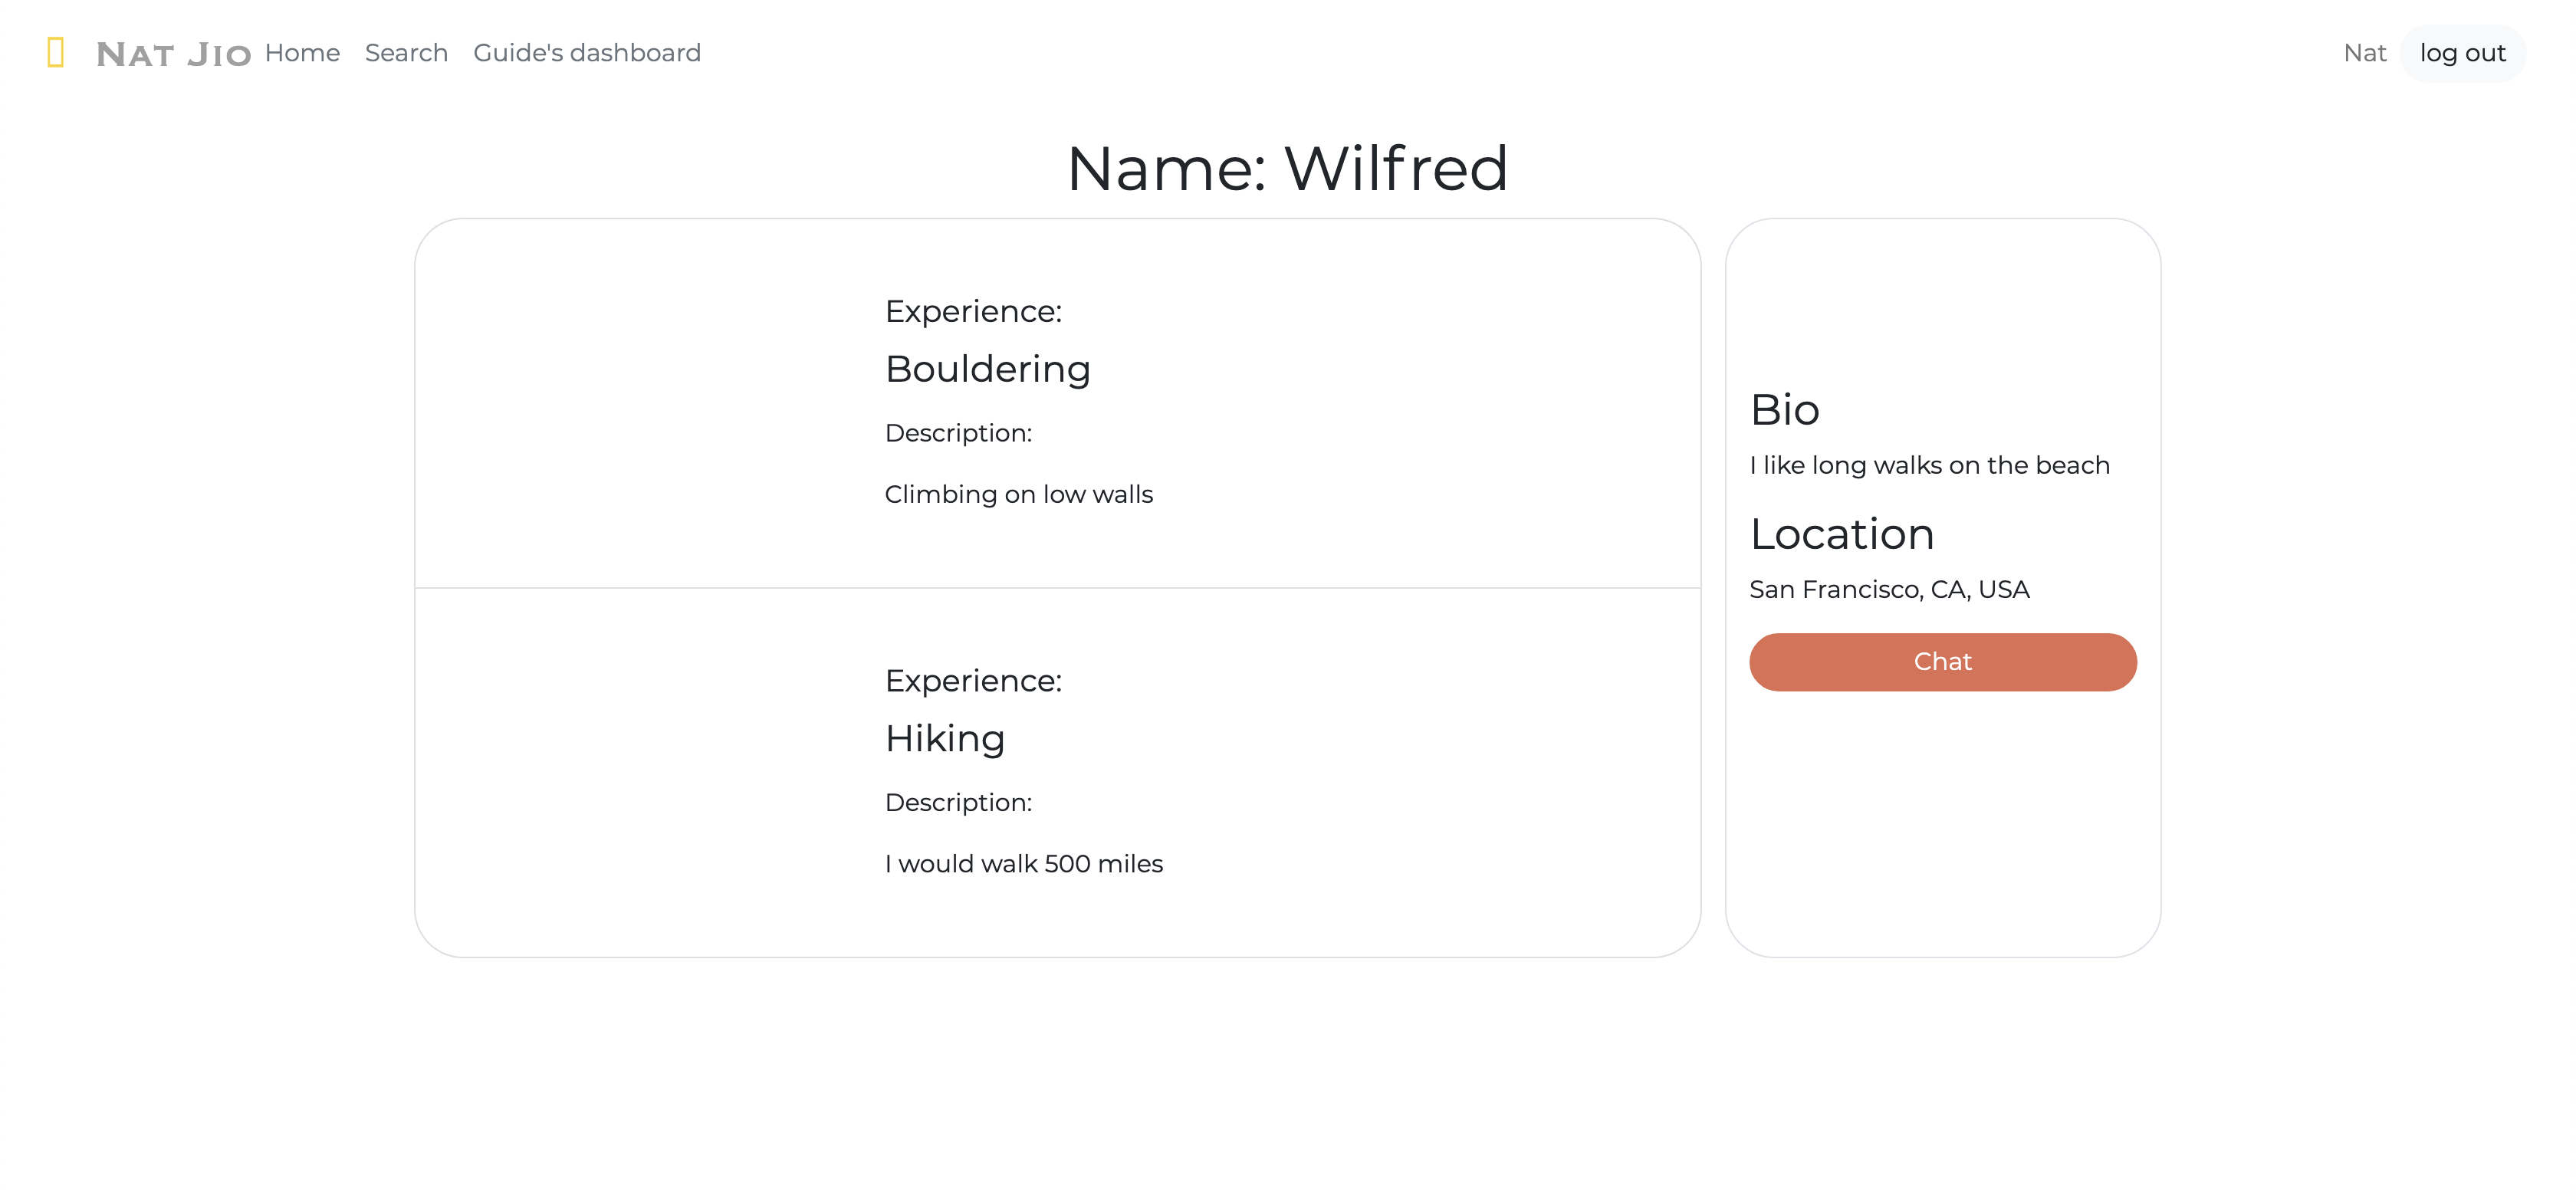 Nat Jio Home Search Guide's dashboard Nat log out
Name: Wilfred
Experience:
Bouldering
Description:
Climbing on low walls
Experience:
Hiking
Description:
I would walk 500 miles
Bio
I like long walks on the beach
Location
San Francisco, CA, USA
Chat